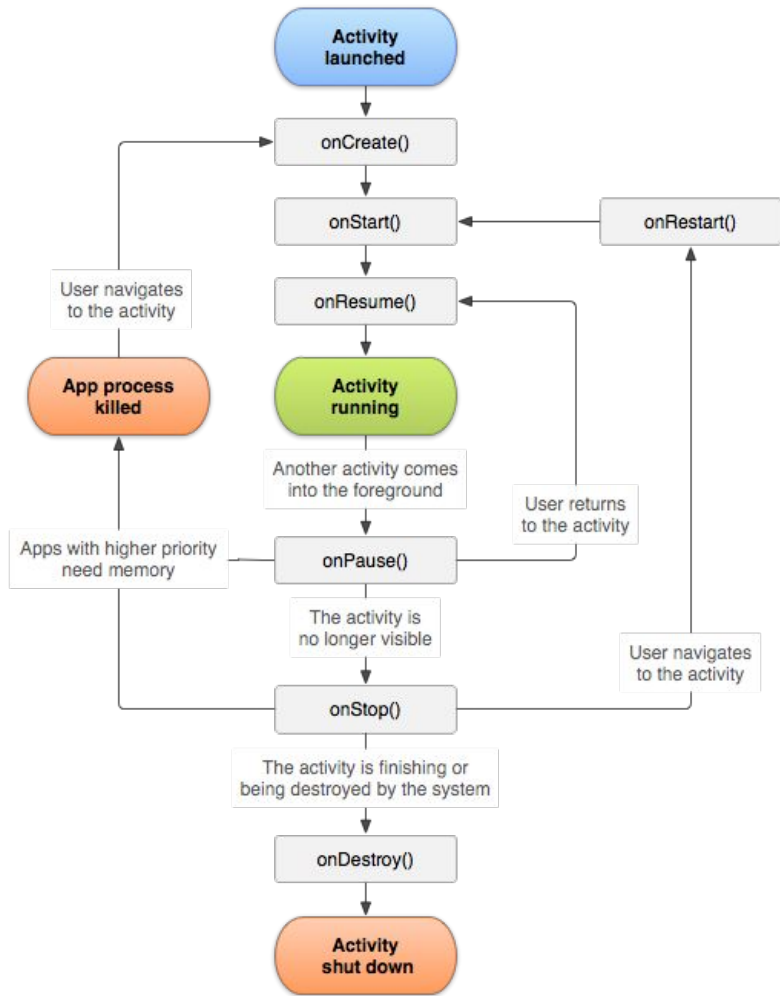 Activity
launched
onCreate()
onStart()
onRestart()
User navigates
to the activity
onResume()
App process
killed
Activity
running
Another activity comes
into the foreground
User returns
to the activity
Apps with higher priority
need memory
onPause()
The activity is
no longer visible
User navigates
to the activity
onStop()
The activity is finishing or
being destroyed by the system
onDestroy()
Activity
shut down